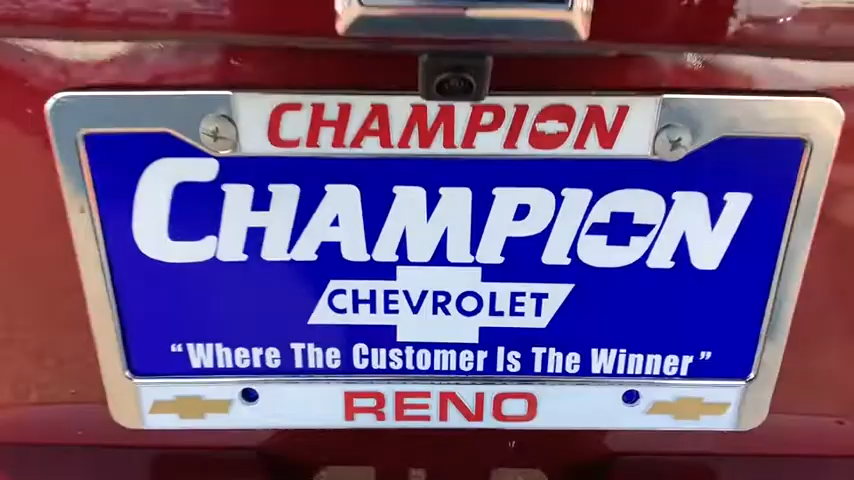 CHAMPION
CHAMPION
CHEVROLET
“Where The Customer Is The Winner”
RENO